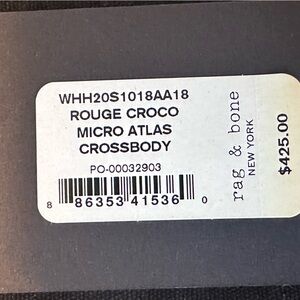 WHH20S1018AA18
ROUGE CROCO
MICRO ATLAS
CROSSBODY
PO-00032903
8 86353 41536 0
rag & bone
NEW YORK
$425.00